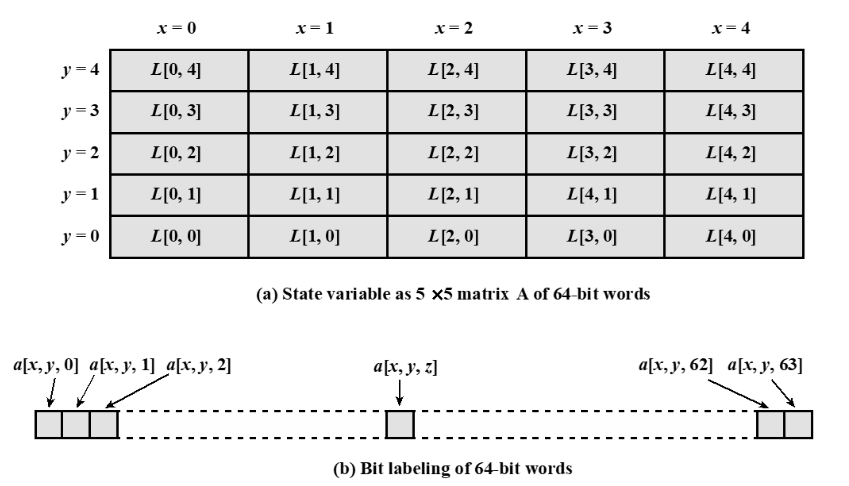 x = 0 x = 1 x = 2 x = 3 x = 4
y = 4 L[0, 4] L[1, 4] L[2, 4] L[3, 4] L[4, 4]
y = 3 L[0, 3] L[1, 3] L[2, 3] L[3, 3] L[4, 3]
y = 2 L[0, 2] L[1, 2] L[2, 2] L[3, 2] L[4, 2]
y = 1 L[0, 1] L[1, 1] L[2, 1] L[4, 1] L[4, 1]
y = 0 L[0, 0] L[1, 0] L[2, 0] L[3, 0] L[4, 0]
(a) State variable as 5 ×5 matrix A of 64-bit words
a[x, y, 0] a[x, y, 1] a[x, y, 2] a[x, y, z] a[x, y, 62] a[x, y, 63]
(b) Bit labeling of 64-bit words